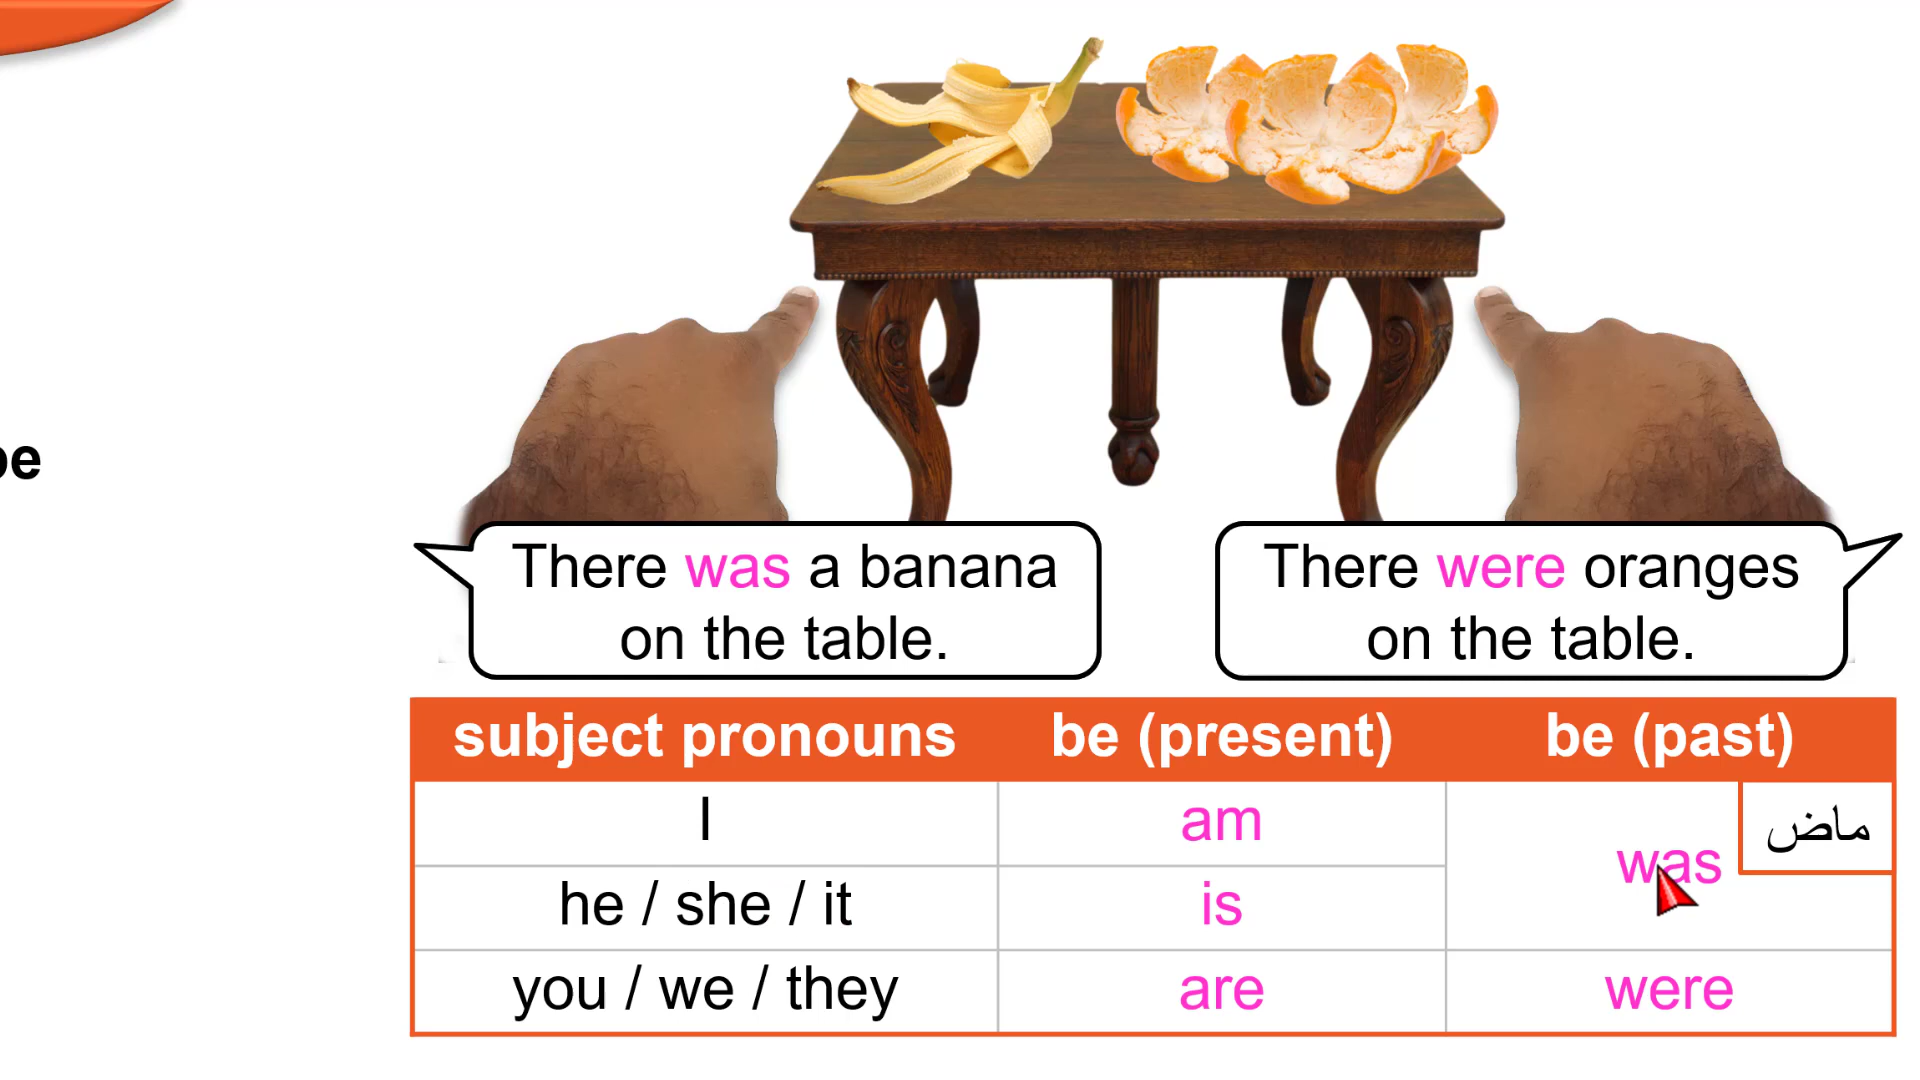 be
There was a banana
on the table.
There were oranges
on the table.
subject pronouns be (present) be (past)
I am was ماض
he / she / it is
you / we / they are were